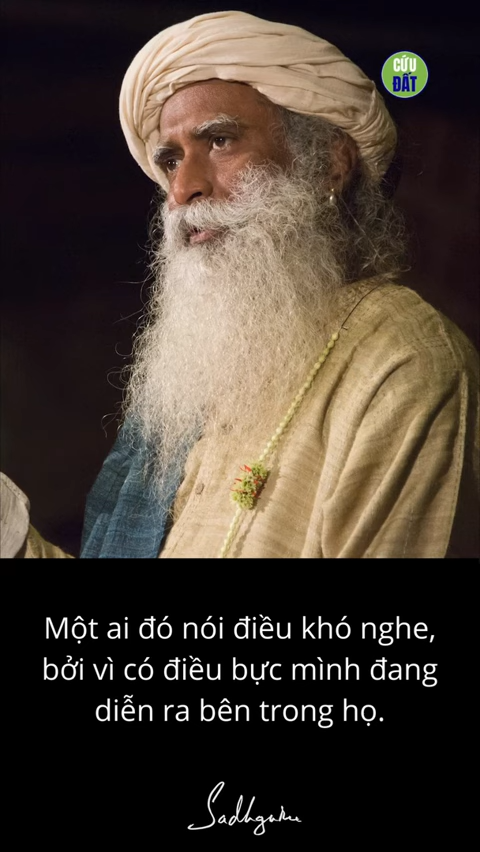 CỨU
ĐẤT
Một ai đó nói điều khó nghe,
bởi vì có điều bực mình đang
diễn ra bên trong họ.
Sadhguru